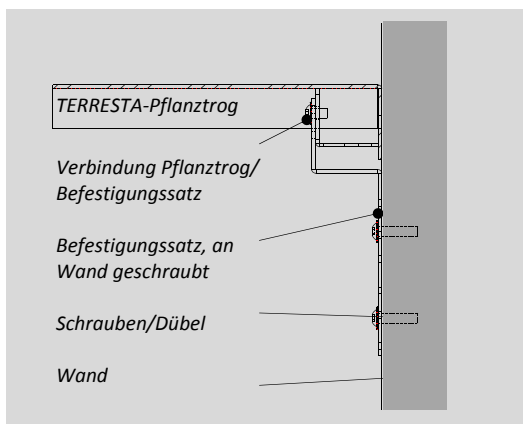 TERRESTA-Pflanztrog
Verbindung Pflanztrog/
Befestigungssatz
Befestigungssatz, an
Wand geschraubt
Schrauben/Dübel
Wand